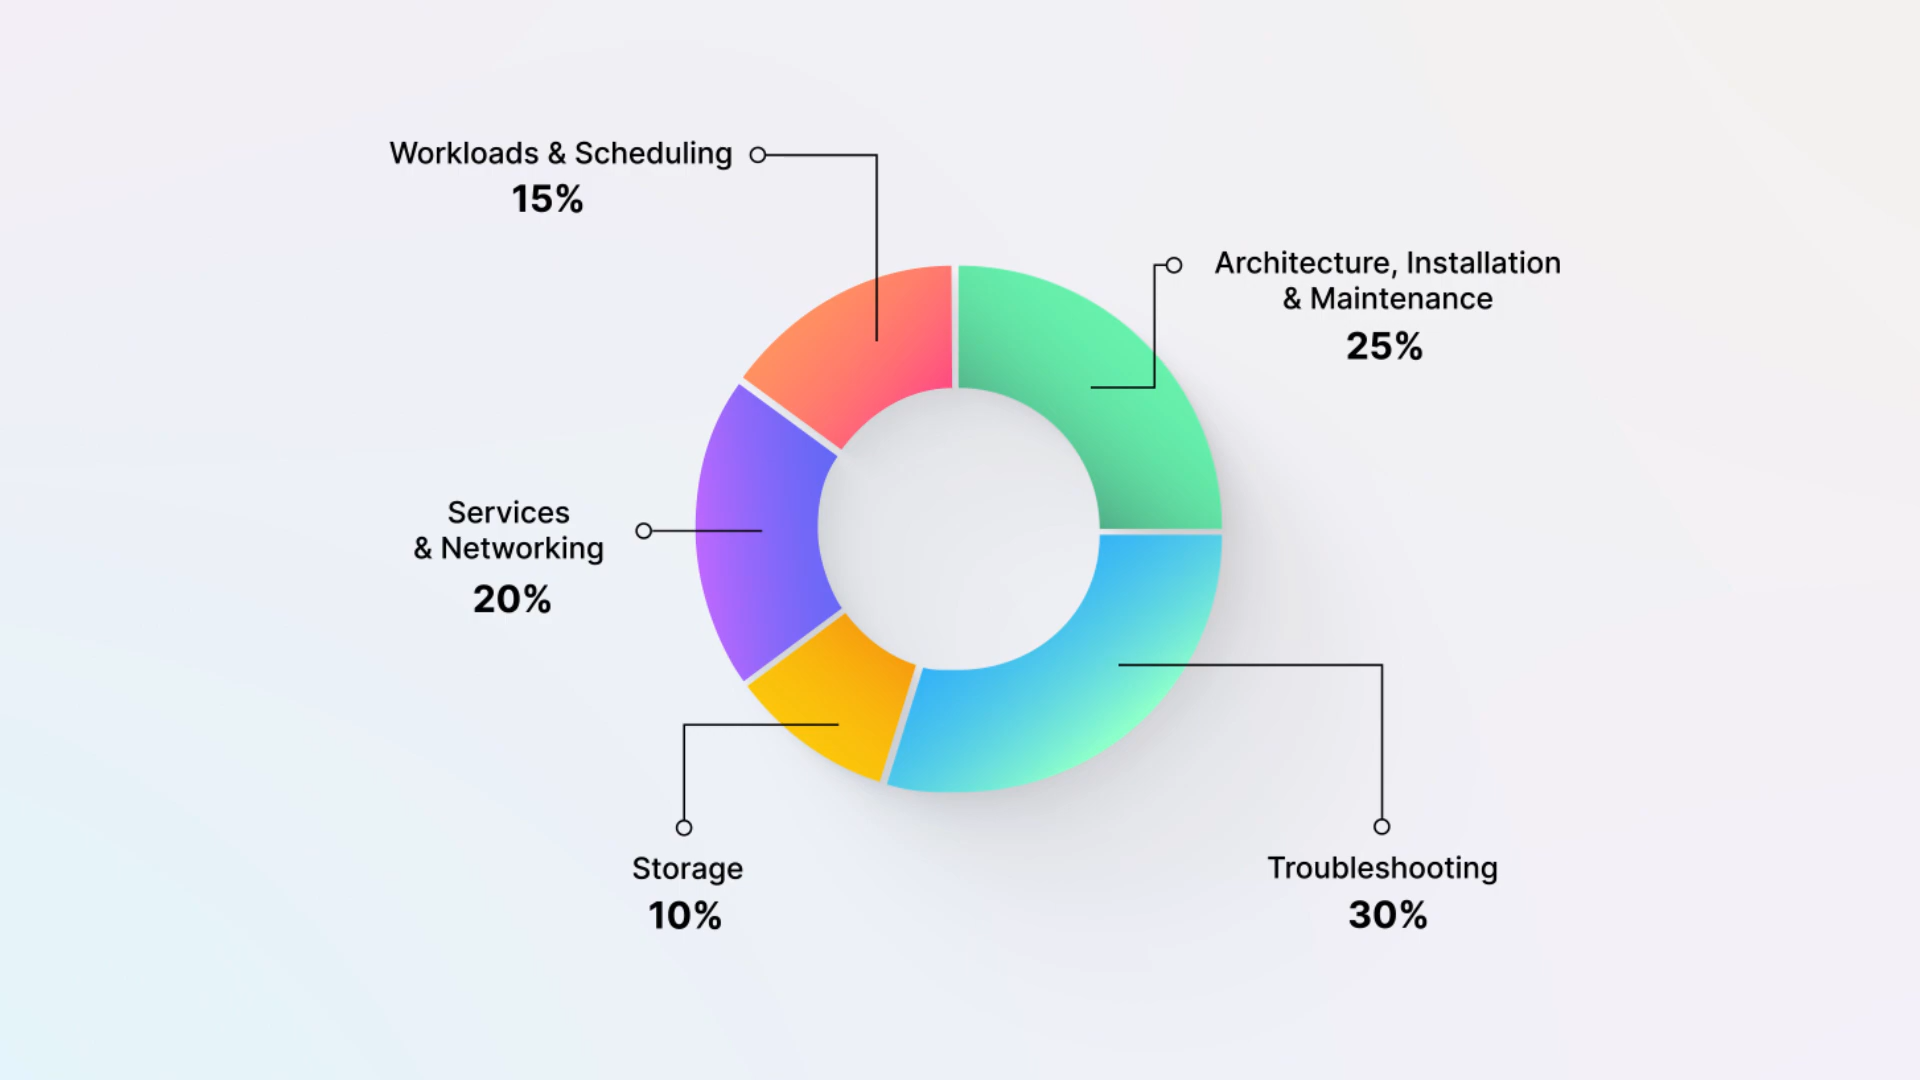 Workloads & Scheduling
15%
Architecture, Installation
& Maintenance
25%
Services
& Networking
20%
Storage
10%
Troubleshooting
30%